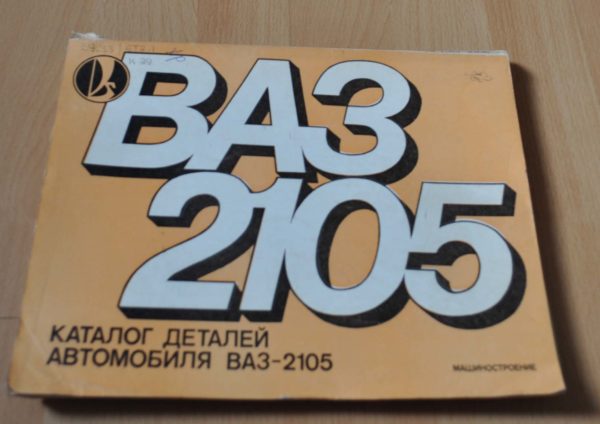 ВАЗ
2105
КАТАЛОГ ДЕТАЛЕЙ
АВТОМОБИЛЯ ВАЗ-2105
МАШИНОСТРОЕНИЕ